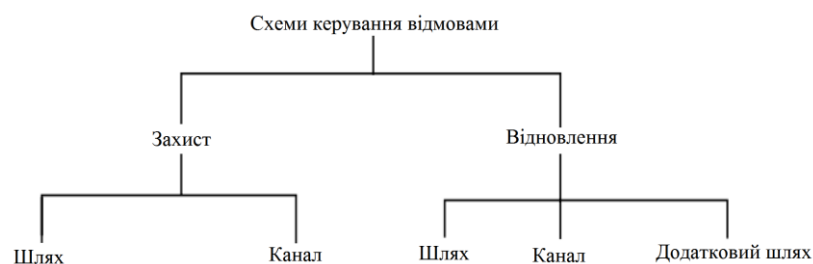 Схеми керування відмовами
Захист
Відновлення
Шлях
Канал
Шлях
Канал
Додатковий шлях